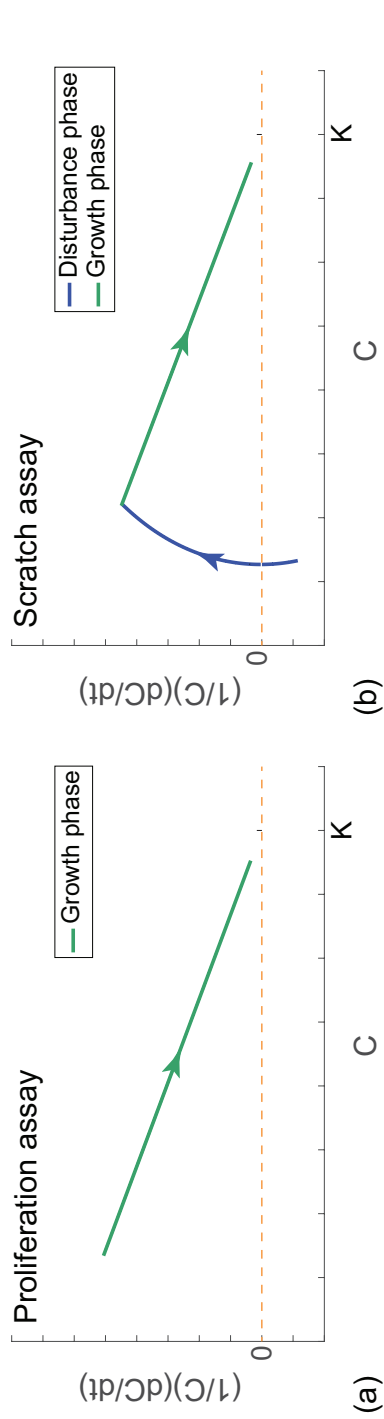 Proliferation assay
Growth phase
(1/C)(dC/dt)
0
K
C
(a)
Scratch assay
Disturbance phase
Growth phase
(1/C)(dC/dt)
0
K
C
(b)